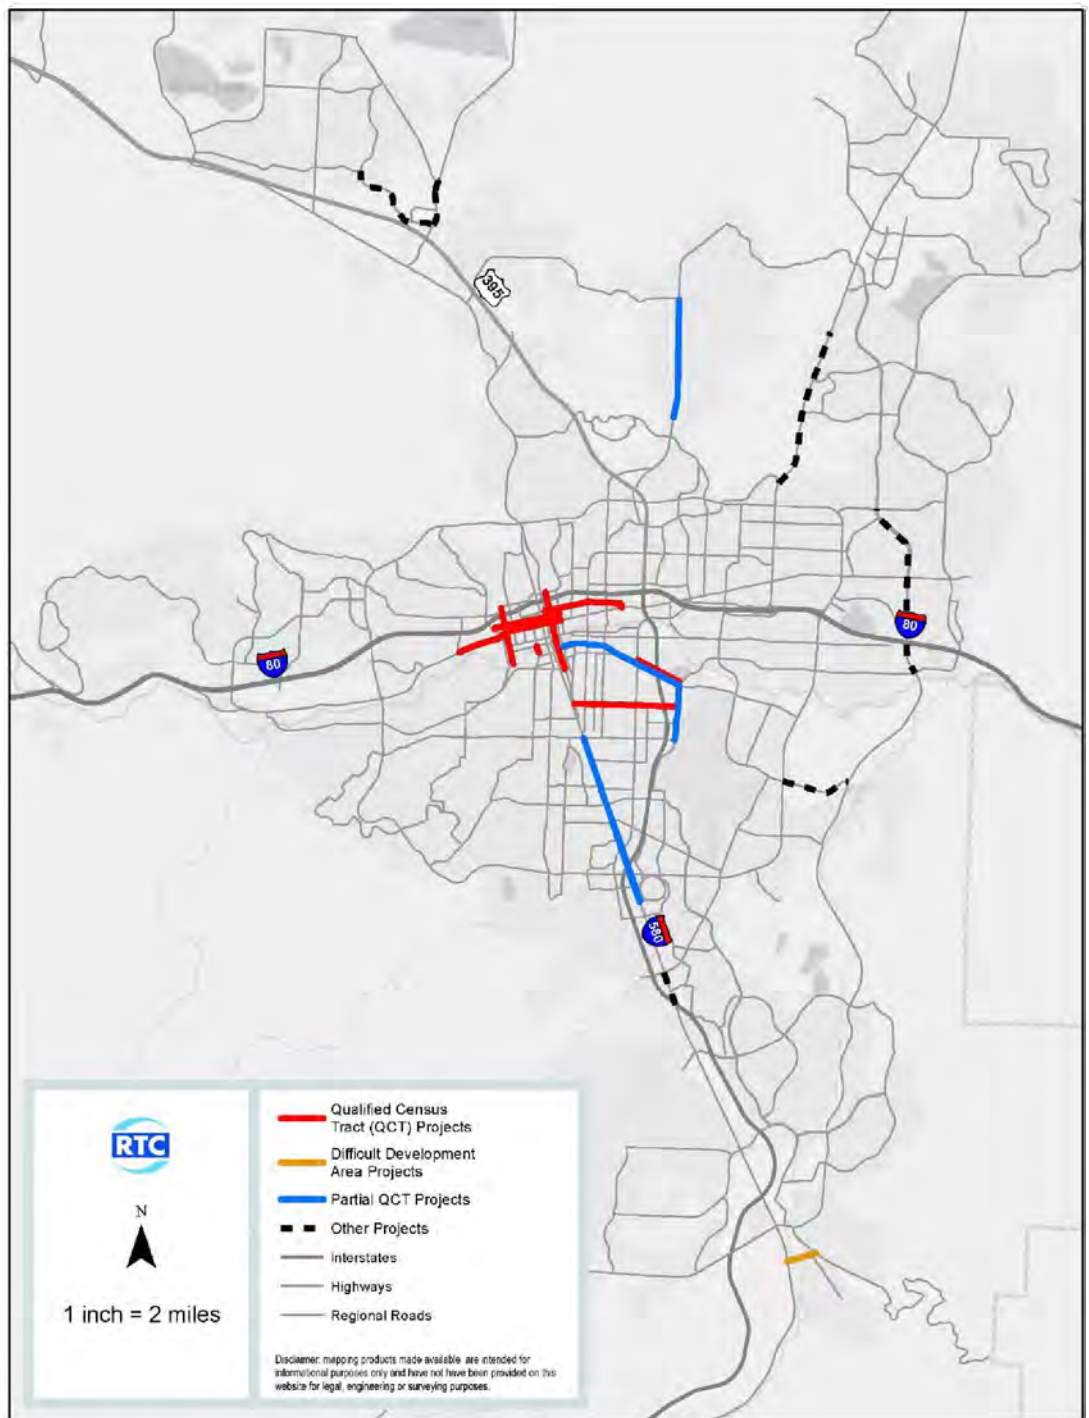 395
80
80
580
RTC
N
1 inch = 2 miles
Qualified Census
Tract (QCT) Projects
Difficult Development
Area Projects
Partial QCT Projects
Other Projects
Interstates
Highways
Regional Roads
Disclaimer: mapping products made available are intended for
informational purposes only and have not have been provided on this
website for legal, engineering or surveying purposes.